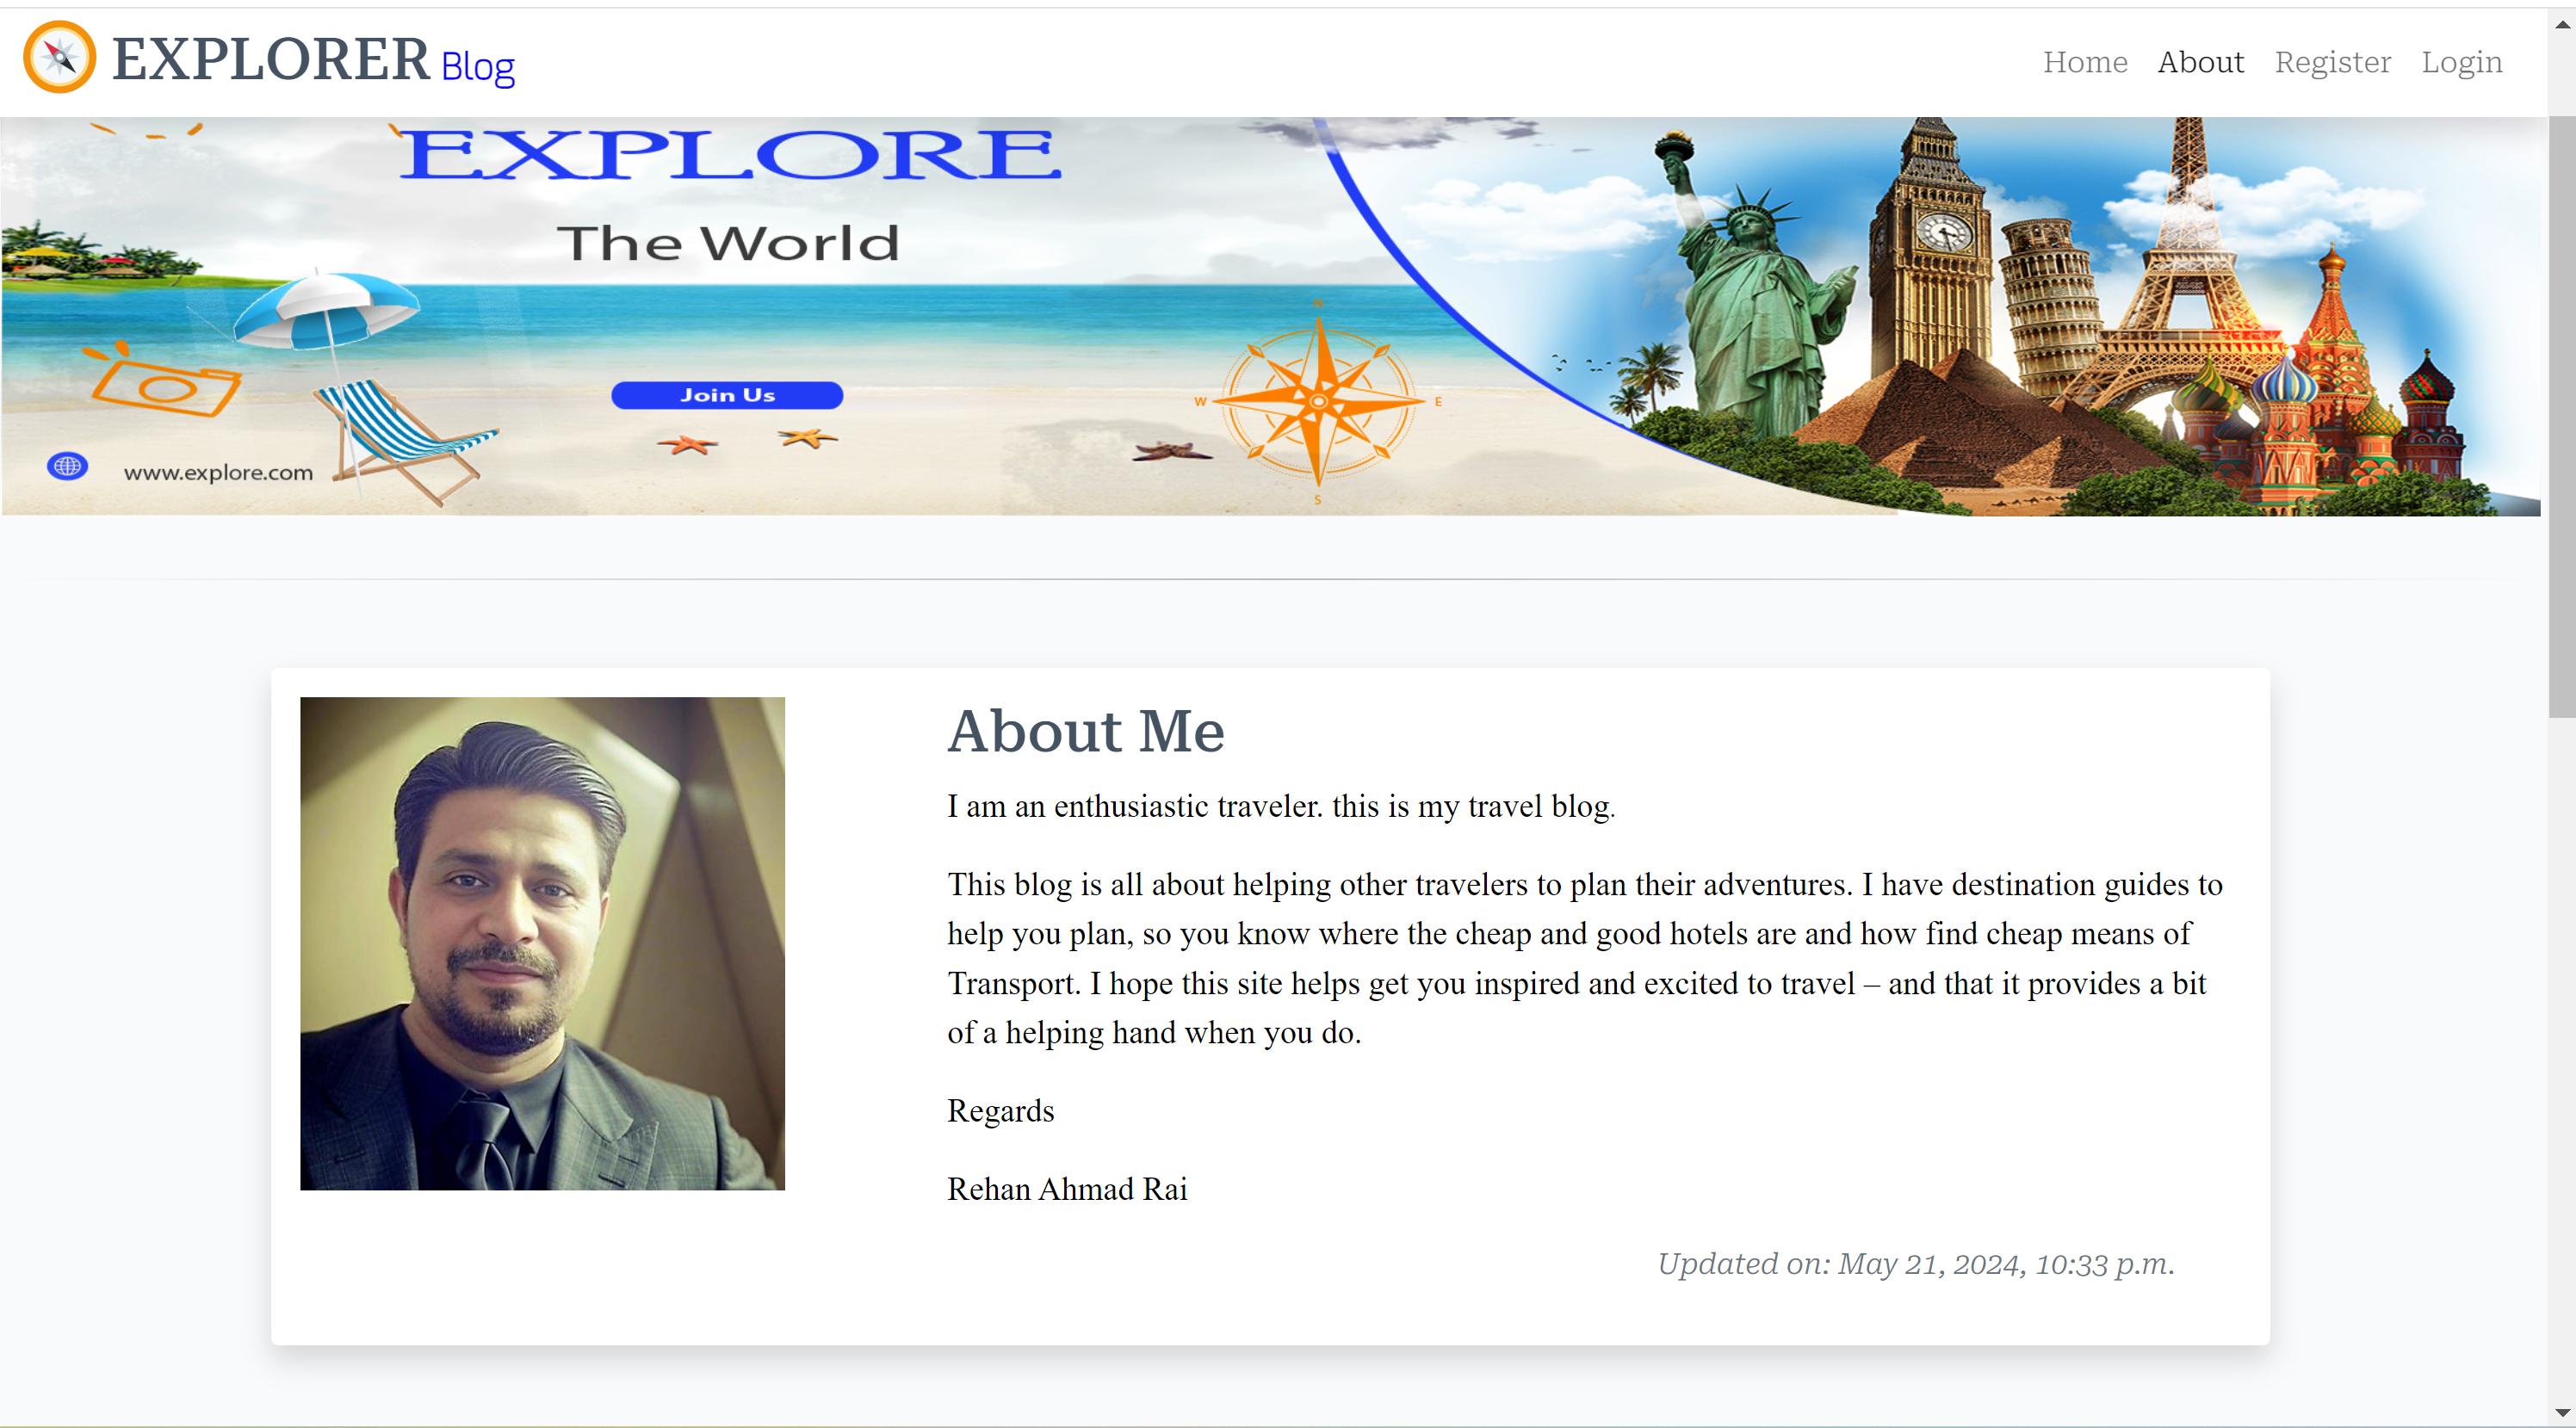 EXPLORER Blog
Home About Register Login
EXPLORE
The World
N
W
E
S
Join Us
www.explore.com
About Me
I am an enthusiastic traveler. this is my travel blog.
This blog is all about helping other travelers to plan their adventures. I have destination guides to
help you plan, so you know where the cheap and good hotels are and how find cheap means of
Transport. I hope this site helps get you inspired and excited to travel – and that it provides a bit
of a helping hand when you do.
Regards
Rehan Ahmad Rai
Updated on: May 21, 2024, 10:33 p.m.